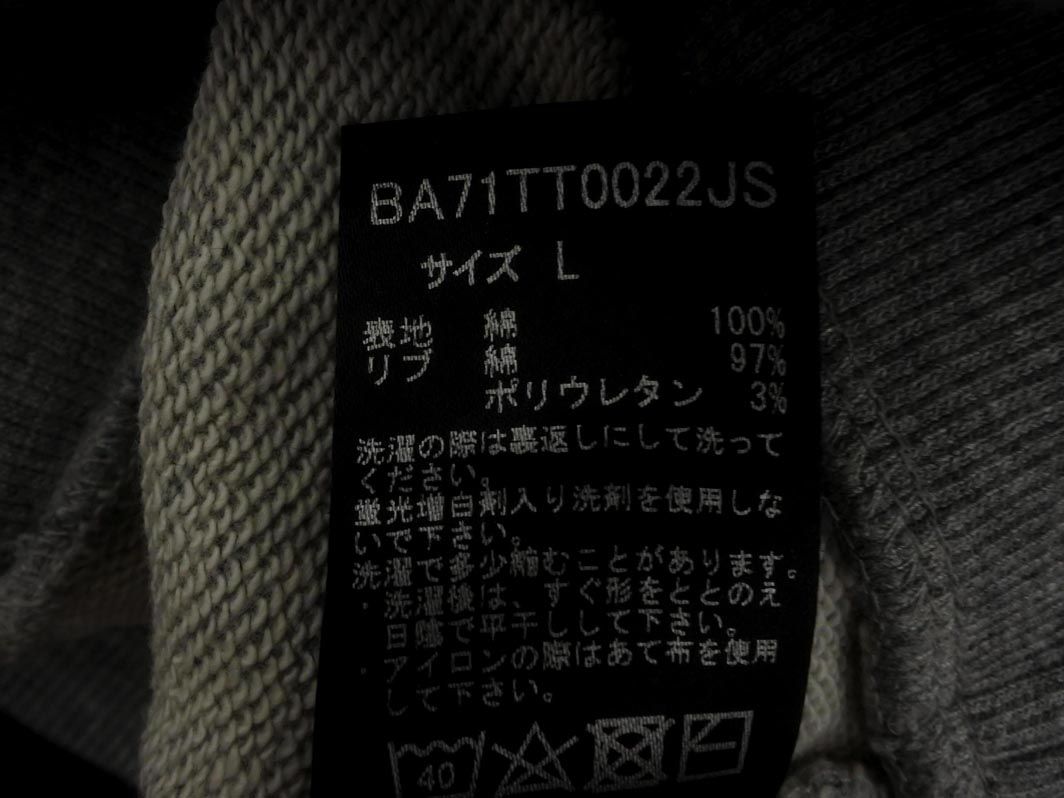 BA71TT0022JS
サイズ L
表地 綿 100%
リブ 綿 97%
ポリウレタン 3%
洗濯の際は裏返しにして洗って
ください。
蛍光増白剤入り洗剤を使用しな
いで下さい。
洗濯で多少縮むことがあります。
・洗濯後は、すぐ形をととのえ
日陰で平干しして下さい。
・アイロンの際はあて布を使用
して下さい。
40